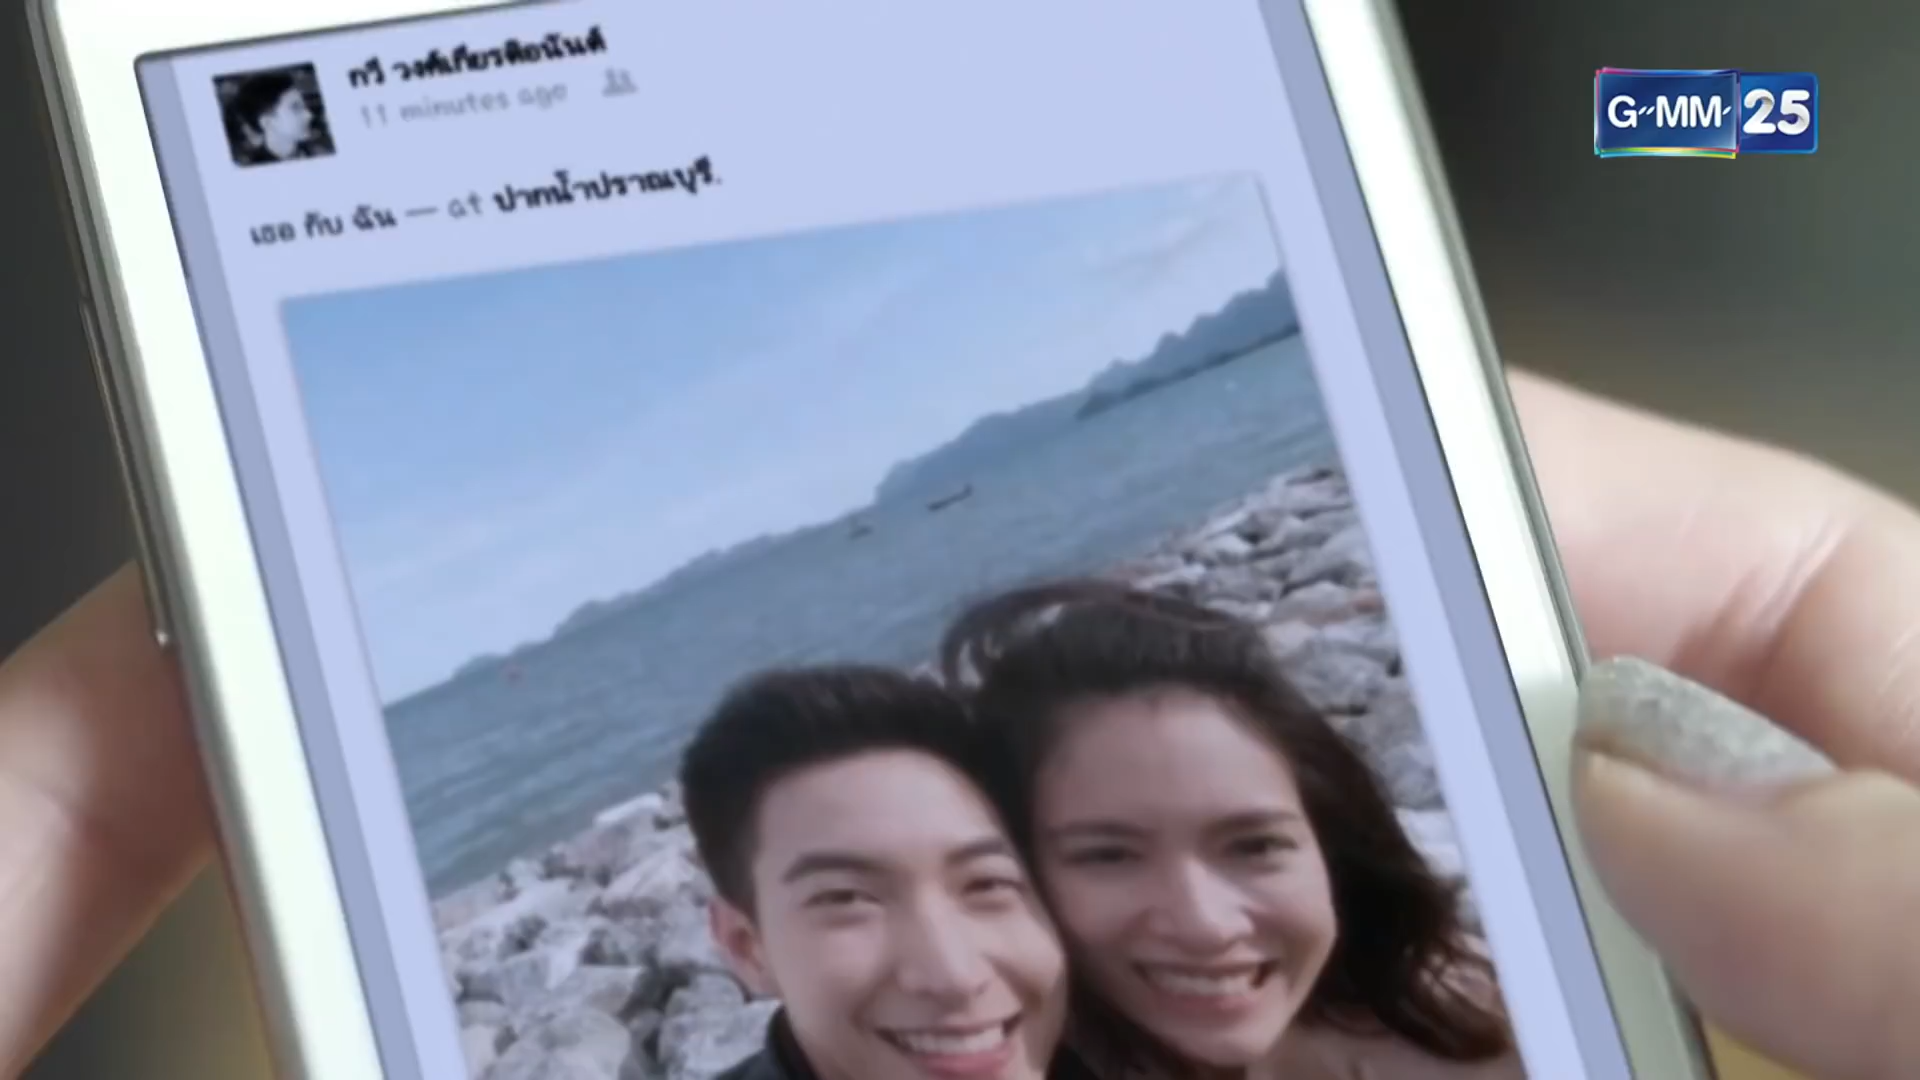 กวี วงศ์เกียรติอนันต์
11 minutes ago
เธอ กับ ฉัน — at ปากน้ำปราณบุรี.
GMM 25